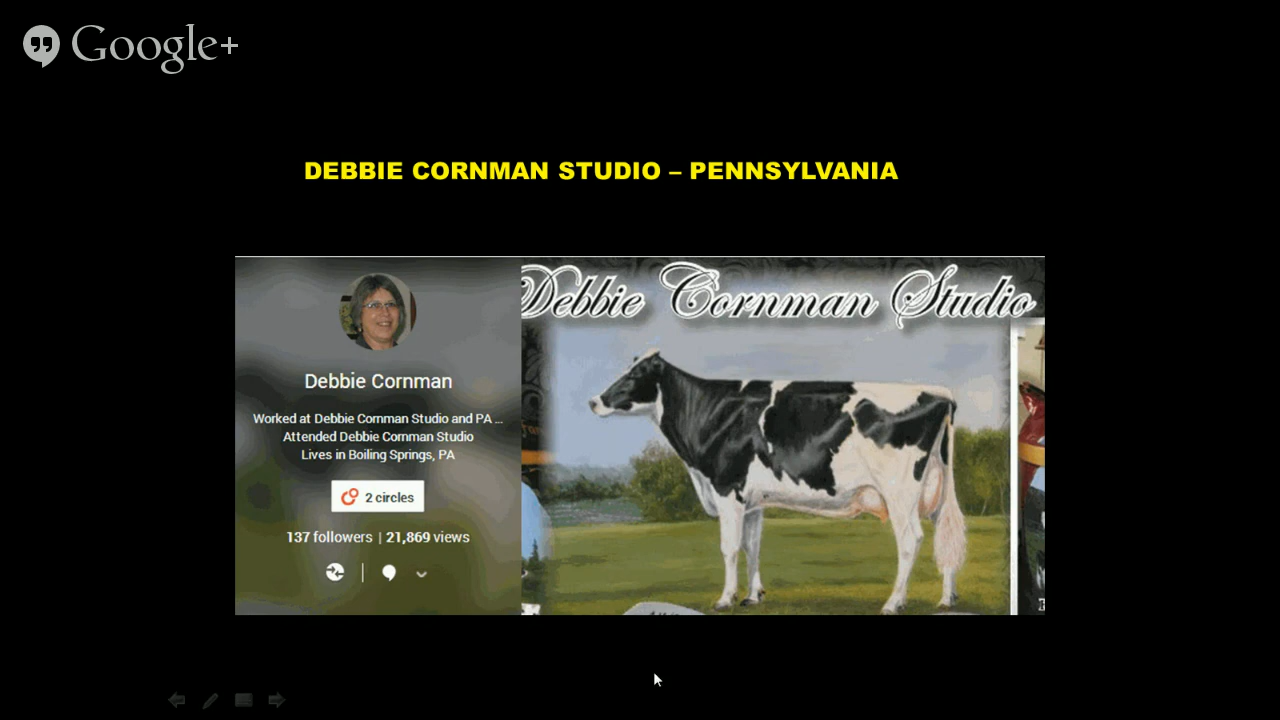 Google+
DEBBIE CORNMAN STUDIO – PENNSYLVANIA
Debbie Cornman Studio
Debbie Cornman
Worked at Debbie Cornman Studio and PA ...
Attended Debbie Cornman Studio
Lives in Boiling Springs, PA
2 circles
137 followers | 21,869 views